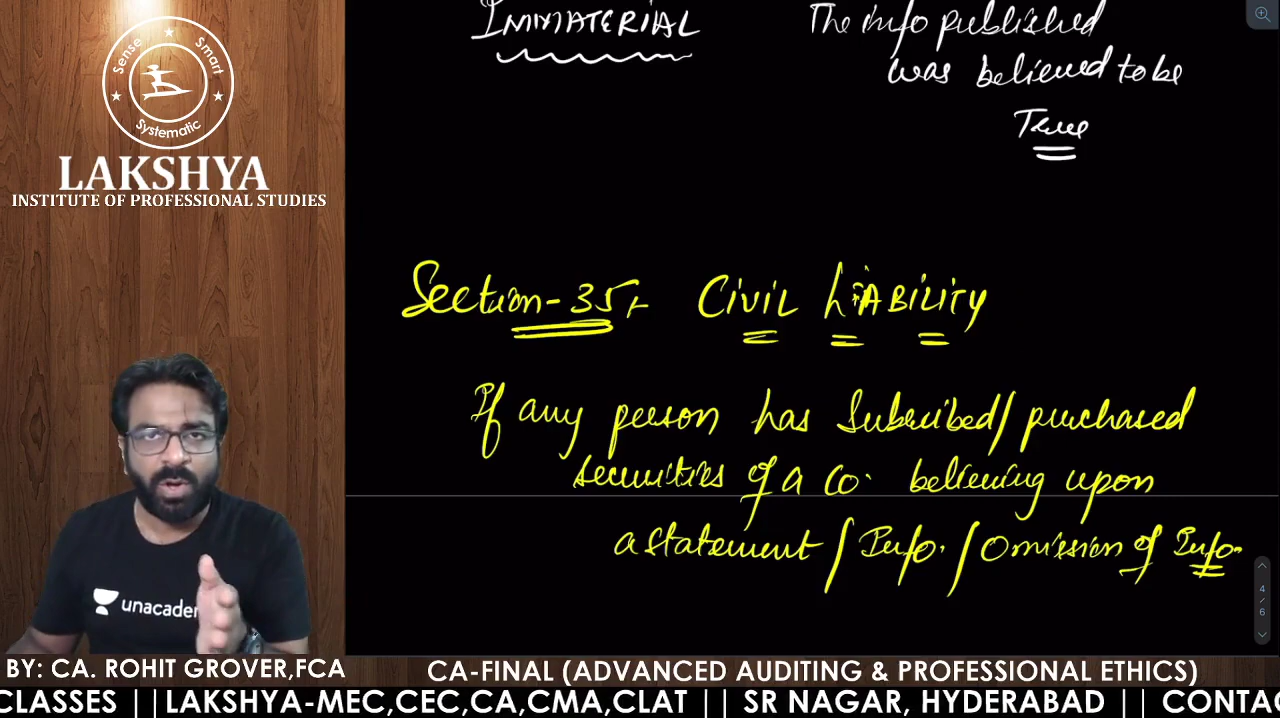 Sense
Smart
Systematic
LAKSHYA
INSTITUTE OF PROFESSIONAL STUDIES
IMMATERIAL
The info published
was believed to be
True
Section-35:- CIVIL LIABILITY
If any person has Subscribed/purchased
securities of a co. believing upon
a statement / Info. / Omission of Info.
4
/
6
unacade
BY: CA. ROHIT GROVER,FCA
CA-FINAL (ADVANCED AUDITING & PROFESSIONAL ETHICS)
CLASSES ||LAKSHYA-MEC,CEC,CA,CMA,CLAT || SR NAGAR, HYDERABAD || CONTAC